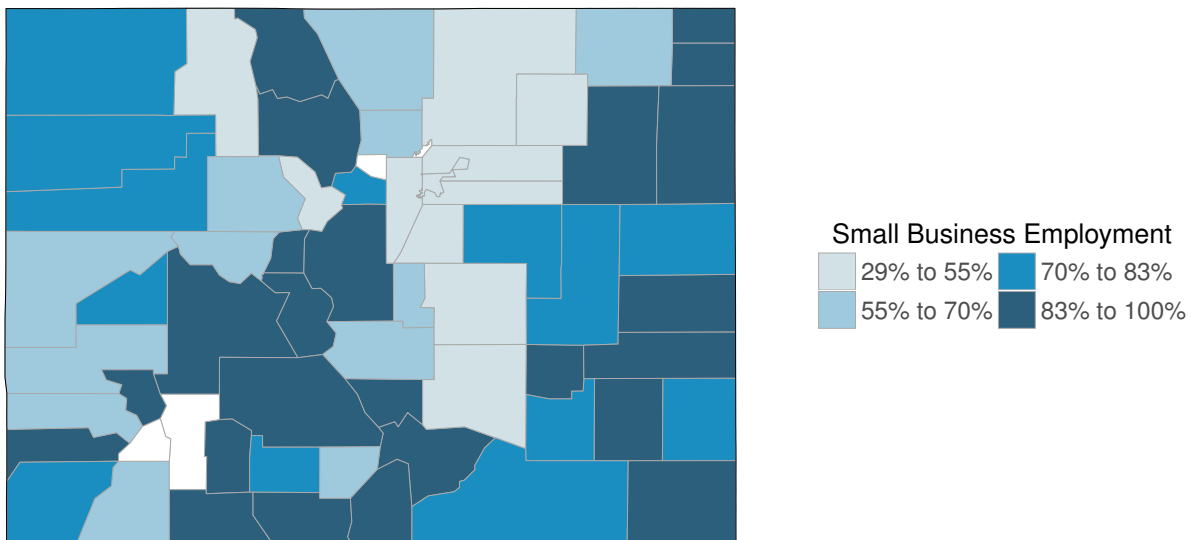 Small Business Employment
29% to 55% 70% to 83%
55% to 70% 83% to 100%